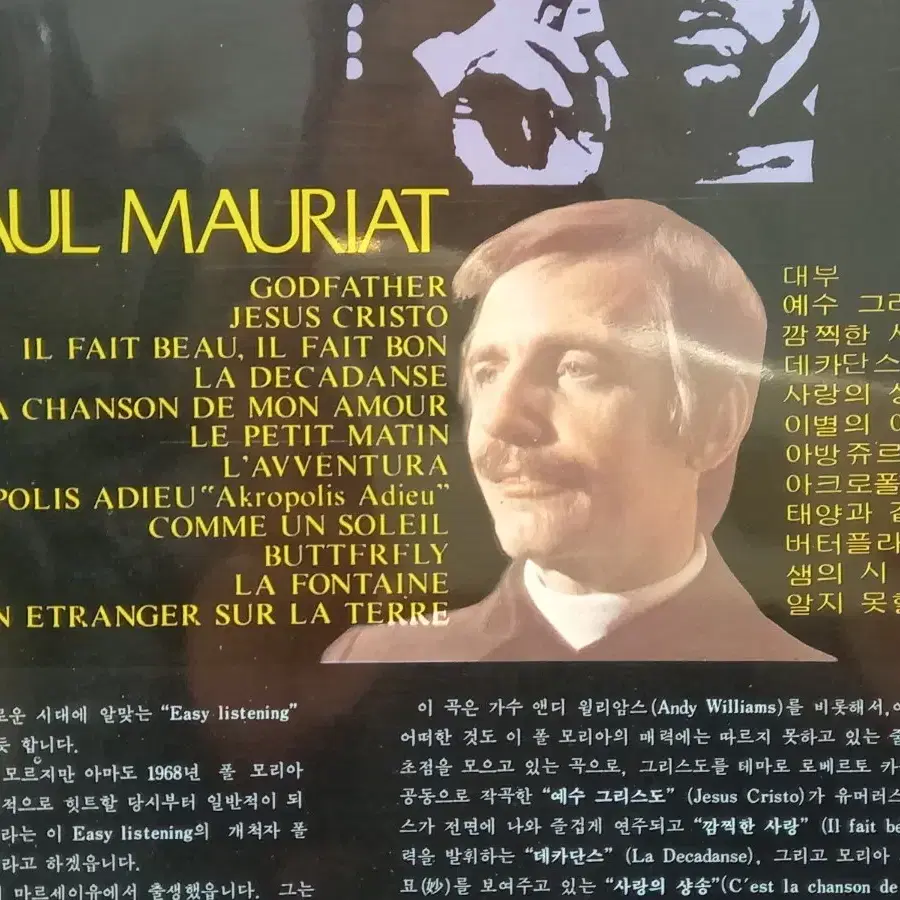 AUL MAURIAT
GODFATHER
JESUS CRISTO
IL FAIT BEAU, IL FAIT BON
LA DECADANSE
A CHANSON DE MON AMOUR
LE PETIT MATIN
L'AVVENTURA
POLIS ADIEU "Akropolis Adieu"
COMME UN SOLEIL
BUTTFRFLY
LA FONTAINE
N ETRANGER SUR LA TERRE
대부
예수 그리
깜찍한 사
데카단스
사랑의 샹
이별의 아
아방쥬르
아크로폴
태양과 같
버터플라
샘의 시
알지 못할
로운 시대에 알맞는 "Easy listening"
듯 합니다.
모르지만 아마도 1968년 폴 모리아
적으로 힛트할 당시부터 일반적이 되
라는 이 Easy listening의 개척자 폴
라고 하겠읍니다.
마르세이유에서 출생했읍니다. 그는
이 곡은 가수 앤디 윌리암스(Andy Williams)를 비롯해서,
어떠한 것도 이 폴 모리아의 매력에는 따르지 못하고 있는 줄
초점을 모으고 있는 곡으로, 그리스도를 테마로 로베르토 카
공동으로 작곡한 "예수 그리스도" (Jesus Cristo)가 유머러스
스가 전면에 나와 즐겁게 연주되고 "깜찍한 사랑" (Il fait be
력을 발휘하는 "데카단스" (La Decadanse), 그리고 모리아
묘(妙)를 보여주고 있는 "사랑의 샹송"(C'est la chanson de